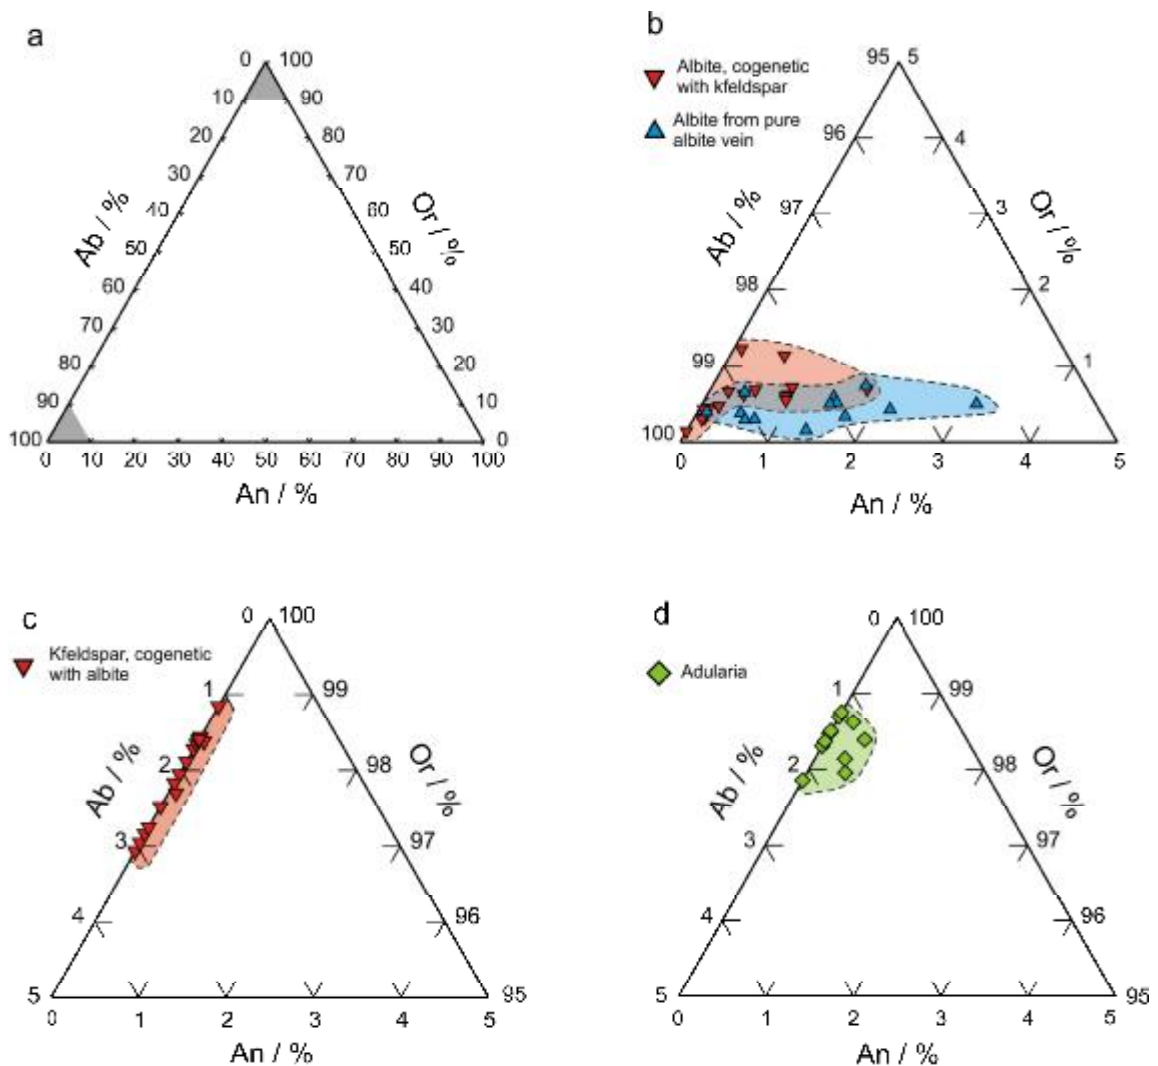 a
0 100
10 90
20 80
30 70
40 60
50 50
60 40
70 30
80 20
90 10
100 0
0 10 20 30 40 50 60 70 80 90 100
Ab / %
Or / %
An / %
b
Albite, cogenetic
with kfeldspar
Albite from pure
albite vein
95 5
96 4
97 3
98 2
99 1
100
0 1 2 3 4 5
Ab / %
Or / %
An / %
c
Kfeldspar, cogenetic
with albite
0 100
1 99
2 98
3 97
4 96
5 95
0 1 2 3 4 5
Ab / %
Or / %
An / %
d
Adularia
0 100
1 99
2 98
3 97
4 96
5 95
0 1 2 3 4 5
Ab / %
Or / %
An / %